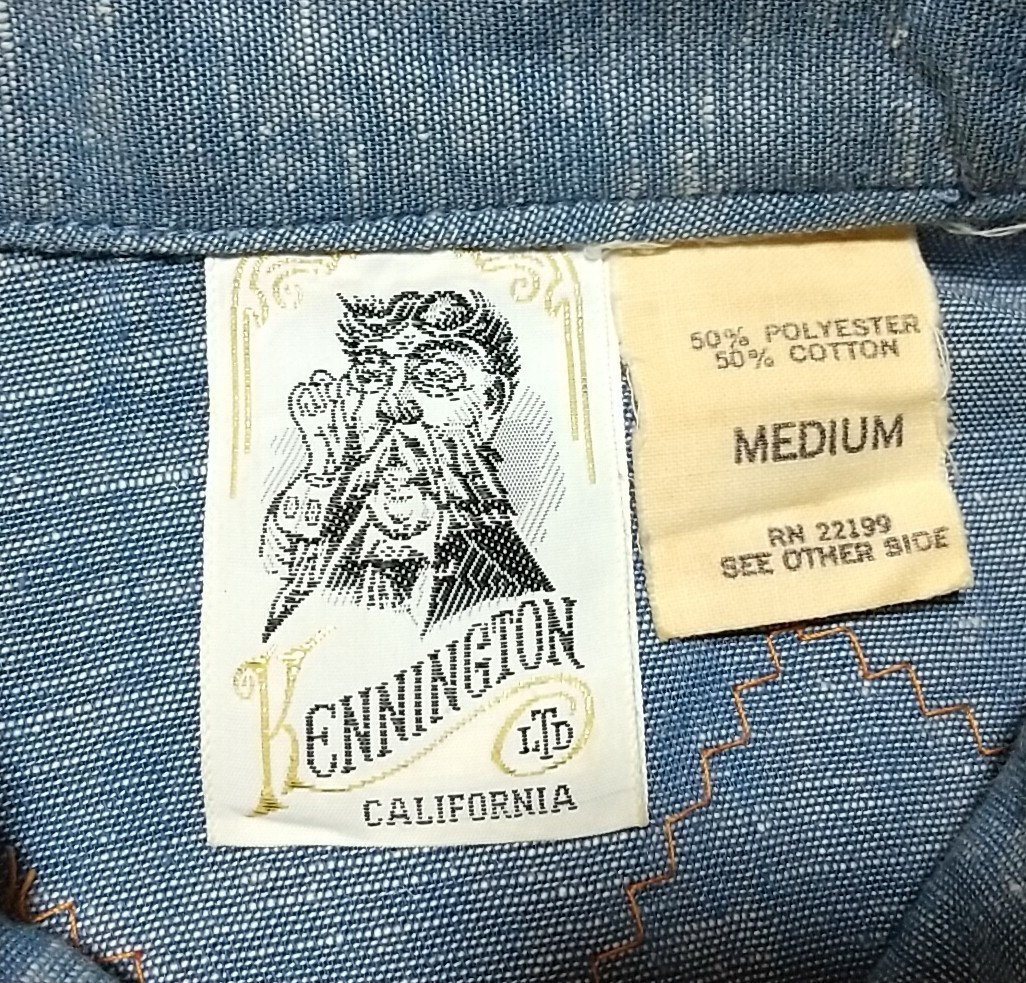 KENNINGTON
LTD
CALIFORNIA
50% POLYESTER
50% COTTON
MEDIUM
RN 22199
SEE OTHER SIDE